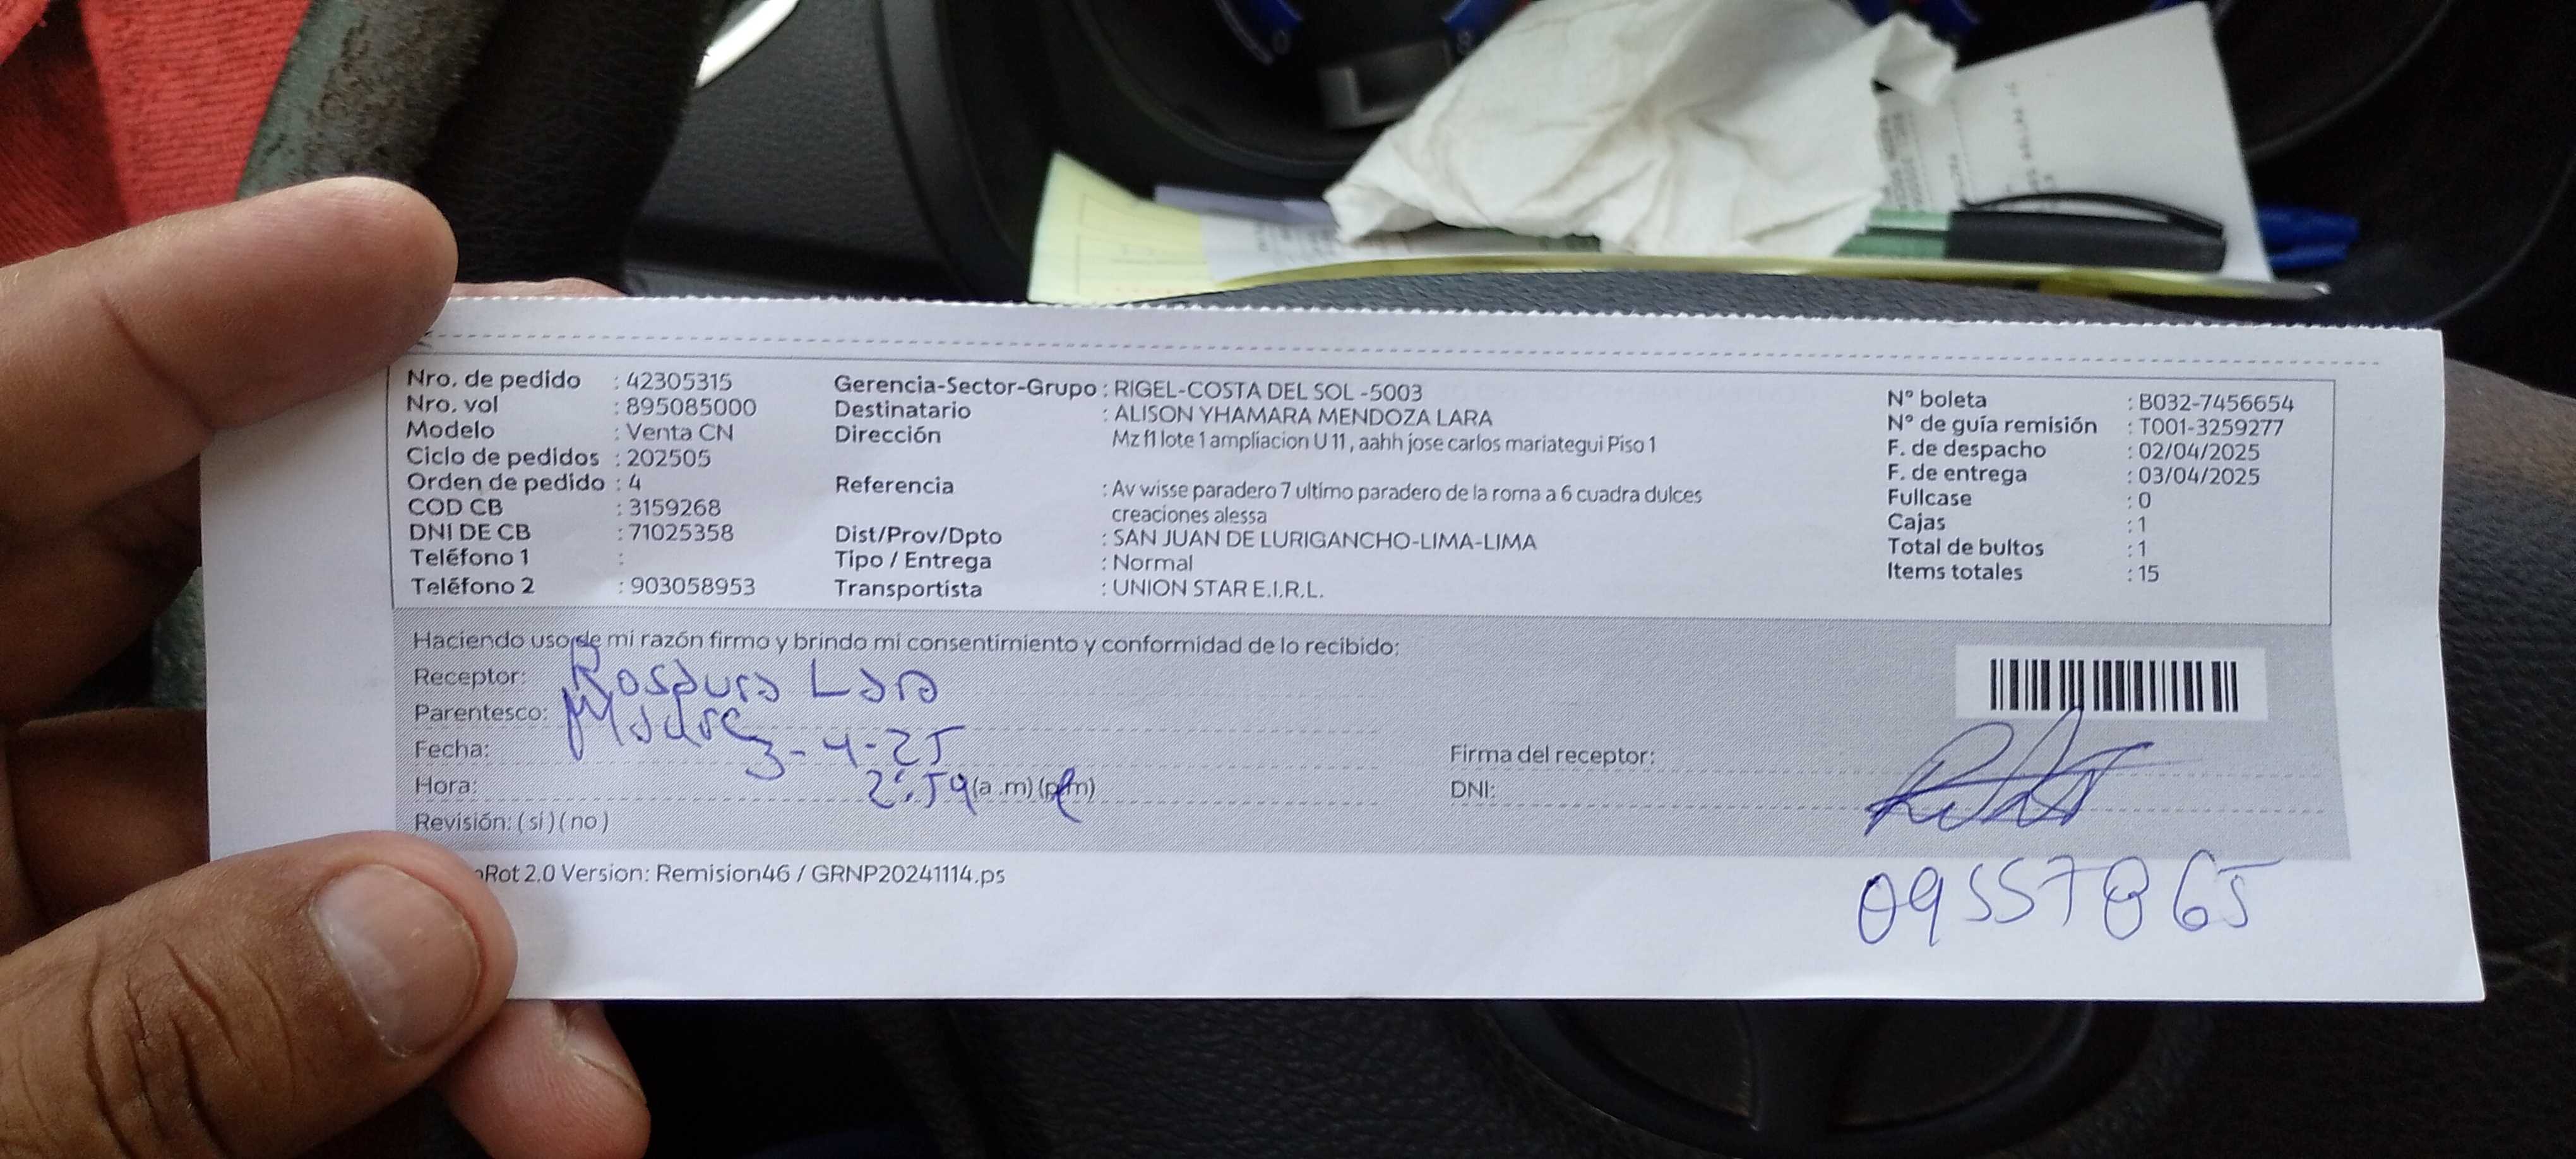 Nro. de pedido : 42305315
Nro. vol : 895085000
Modelo : Venta CN
Ciclo de pedidos : 202505
Orden de pedido : 4
COD CB : 3159268
DNI DE CB : 71025358
Teléfono 1 :
Teléfono 2 : 903058953
Gerencia-Sector-Grupo : RIGEL-COSTA DEL SOL -5003
Destinatario : ALISON YHAMARA MENDOZA LARA
Dirección Mz f1 lote 1 ampliacion U 11 , aahh jose carlos mariategui Piso 1
Referencia : Av wisse paradero 7 ultimo paradero de la roma a 6 cuadra dulces
creaciones alessa
Dist/Prov/Dpto : SAN JUAN DE LURIGANCHO-LIMA-LIMA
Tipo / Entrega : Normal
Transportista : UNION STAR E.I.R.L.
N° boleta : B032-7456654
N° de guía remisión : T001-3259277
F. de despacho : 02/04/2025
F. de entrega : 03/04/2025
Fullcase : 0
Cajas : 1
Total de bultos : 1
Items totales : 15
Haciendo uso de mi razón firmo y brindo mi consentimiento y conformidad de lo recibido:
Receptor: Rosaura Lara
Parentesco: Madre
Fecha: 3-4-25
Hora: 2:59 (a.m) (p.m)
Revisión: ( si ) ( no )
Firma del receptor:
DNI:
09557865
Rot 2.0 Version: Remision46 / GRNP20241114.ps